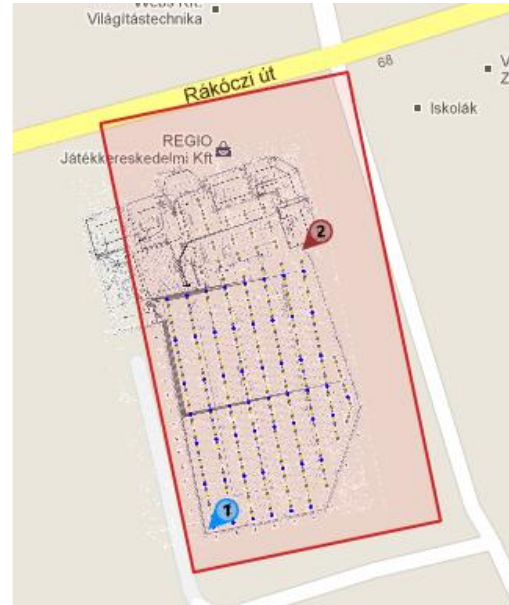 Világítástechnika
Rákóczi út
68
Iskolák
REGIO
Játékkereskedelmi Kft
2
1